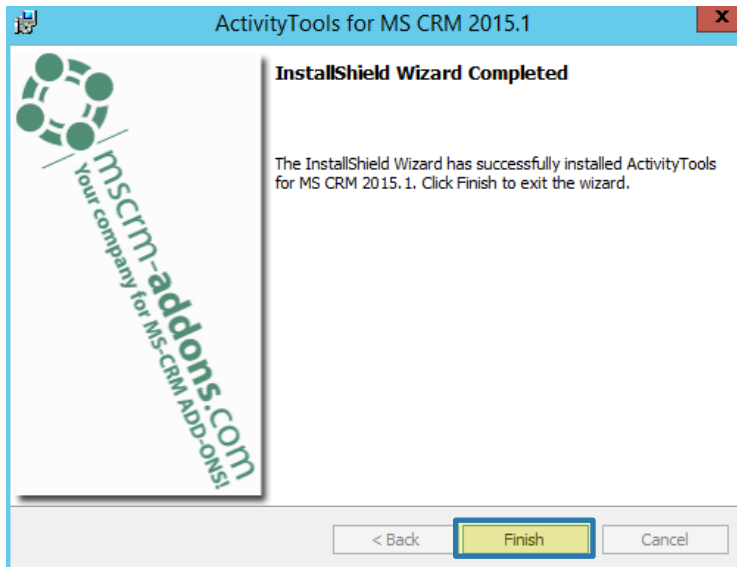 ActivityTools for MS CRM 2015.1
x
InstallShield Wizard Completed
The InstallShield Wizard has successfully installed ActivityTools
for MS CRM 2015.1. Click Finish to exit the wizard.
mscrm-addons.com
Your company for MS-CRM ADD-ONS!
< Back
Finish
Cancel